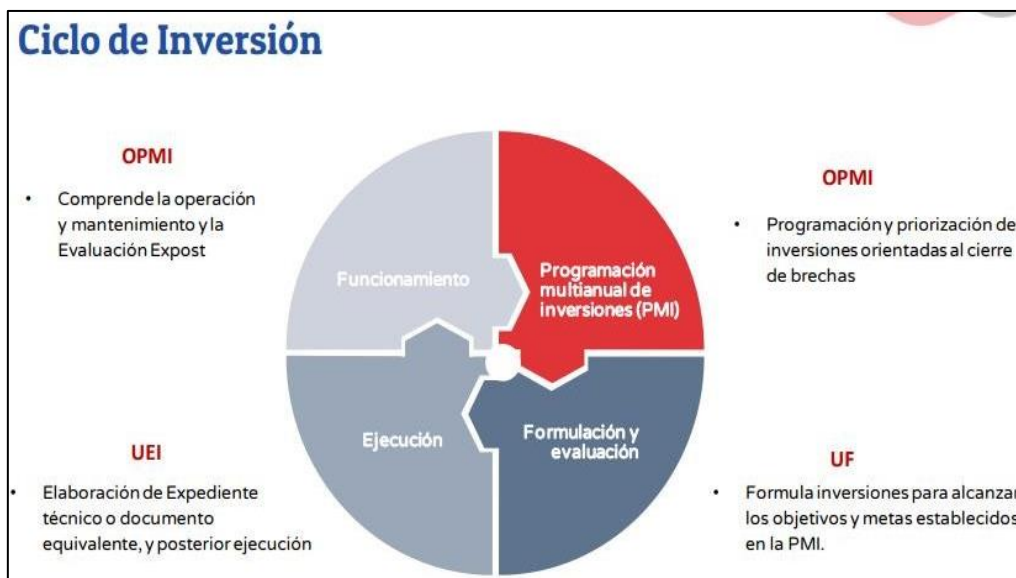 Ciclo de Inversión
OPMI
• Comprende la operación
y mantenimiento y la
Evaluación Expost
OPMI
• Programación y priorización de
inversiones orientadas al cierre
de brechas
Funcionamiento
Programación
multianual de
inversiones (PMI)
Ejecución
Formulación y
evaluación
UEI
• Elaboración de Expediente
técnico o documento
equivalente, y posterior ejecución
UF
• Formula inversiones para alcanzar
los objetivos y metas establecidos
en la PMI.